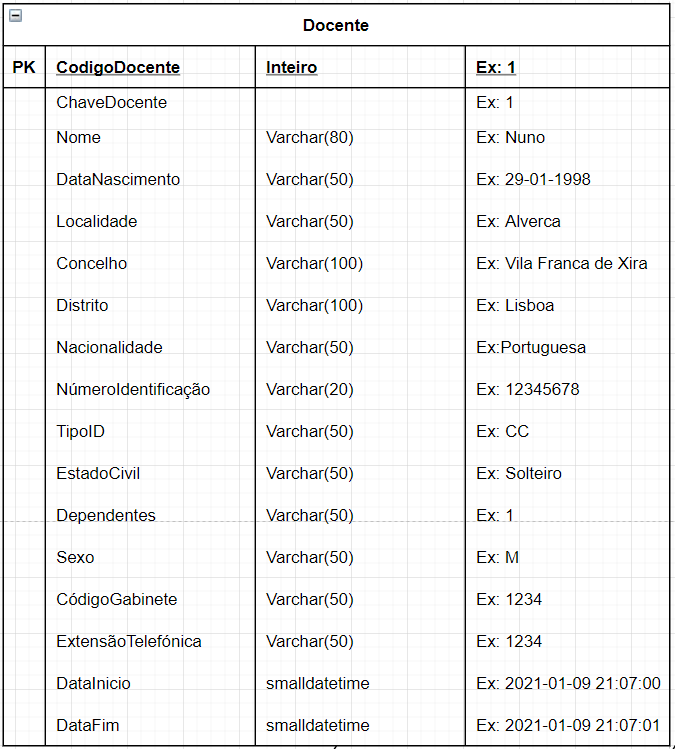 Docente
PK CodigoDocente Inteiro Ex: 1
ChaveDocente Ex: 1
Nome Varchar(80) Ex: Nuno
DataNascimento Varchar(50) Ex: 29-01-1998
Localidade Varchar(50) Ex: Alverca
Concelho Varchar(100) Ex: Vila Franca de Xira
Distrito Varchar(100) Ex: Lisboa
Nacionalidade Varchar(50) Ex:Portuguesa
NúmeroIdentificação Varchar(20) Ex: 12345678
TipoID Varchar(50) Ex: CC
EstadoCivil Varchar(50) Ex: Solteiro
Dependentes Varchar(50) Ex: 1
Sexo Varchar(50) Ex: M
CódigoGabinete Varchar(50) Ex: 1234
ExtensãoTelefónica Varchar(50) Ex: 1234
DataInicio smalldatetime Ex: 2021-01-09 21:07:00
DataFim smalldatetime Ex: 2021-01-09 21:07:01